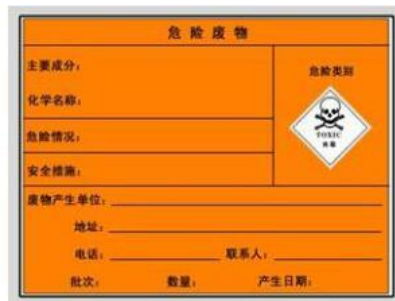 危险废物
主要成分：
危险类别
化学名称：
TOXIC
有毒
危险情况：
安全措施：
废物产生单位：
地址：
电话： 联系人：
批次： 数量： 产生日期：